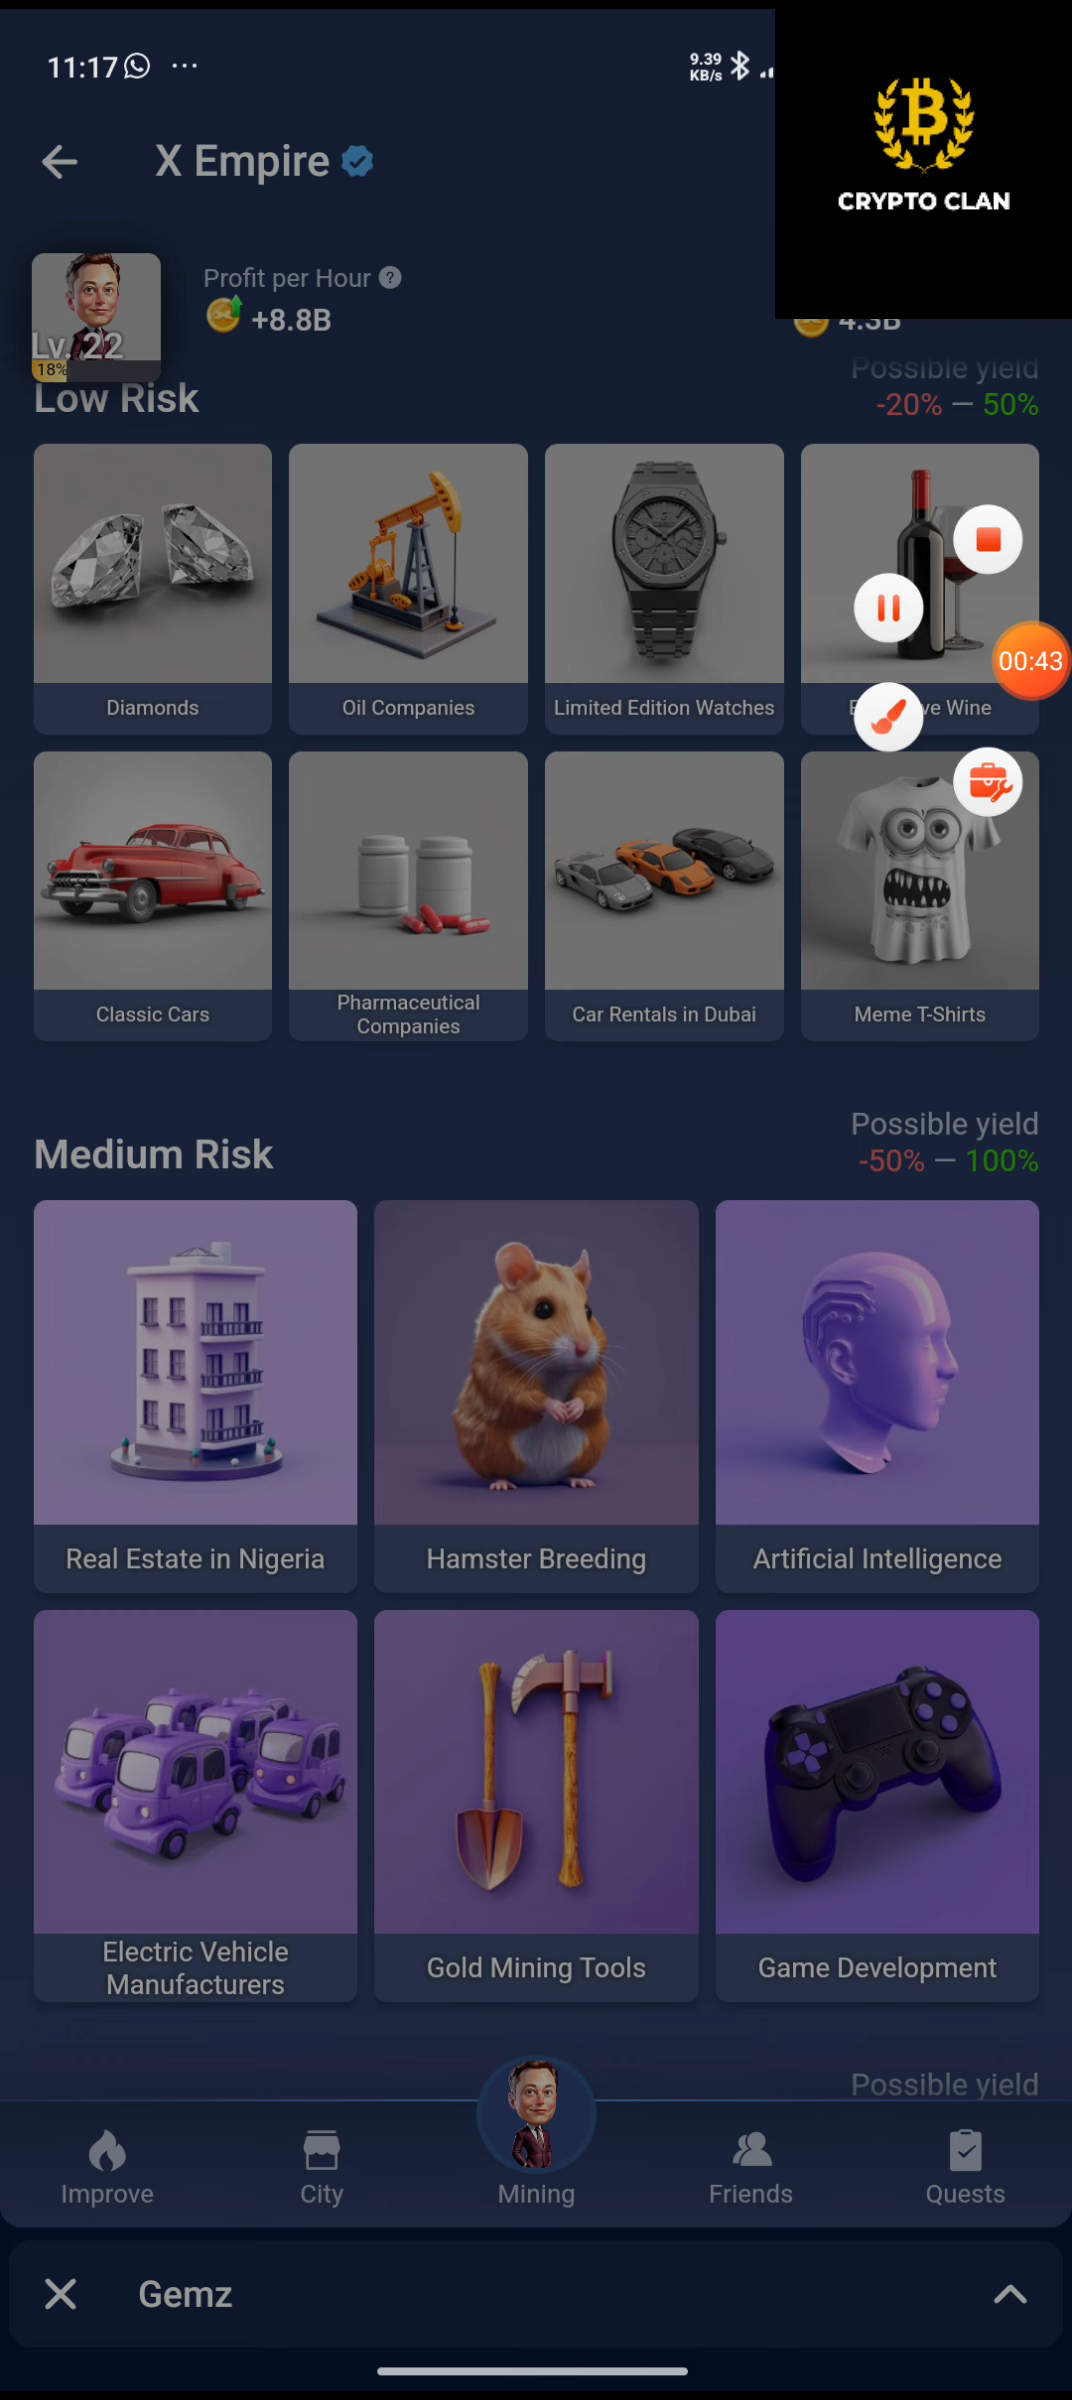 11:17
9.39
KB/s
CRYPTO CLAN
X Empire
Profit per Hour ?
+8.8B
4.3B
Lv. 22
18%
Low Risk
Possible yield
-20% — 50%
Diamonds
Oil Companies
Limited Edition Watches
Wine
00:43
Classic Cars
Pharmaceutical
Companies
Car Rentals in Dubai
Meme T-Shirts
Medium Risk
Possible yield
-50% — 100%
Real Estate in Nigeria
Hamster Breeding
Artificial Intelligence
Electric Vehicle
Manufacturers
Gold Mining Tools
Game Development
Possible yield
Improve
City
Mining
Friends
Quests
Gemz